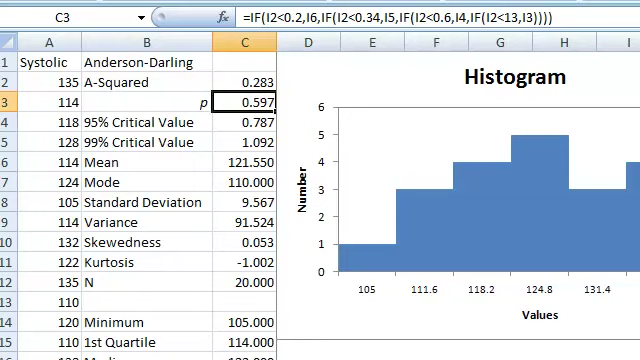 C3 fx =IF(I2<0.2,I6,IF(I2<0.34,I5,IF(I2<0.6,I4,IF(I2<13,I3))))
A B C D E F G H I
1 Systolic Anderson-Darling
2 135 A-Squared 0.283
3 114 p 0.597
4 118 95% Critical Value 0.787
5 128 99% Critical Value 1.092
6 114 Mean 121.550
7 124 Mode 110.000
8 105 Standard Deviation 9.567
9 114 Variance 91.524
10 132 Skewedness 0.053
11 122 Kurtosis -1.002
12 135 N 20.000
13 110
14 120 Minimum 105.000
15 110 1st Quartile 114.000
Histogram
6
5
4
3
2
1
0
Number
105 111.6 118.2 124.8 131.4
Values